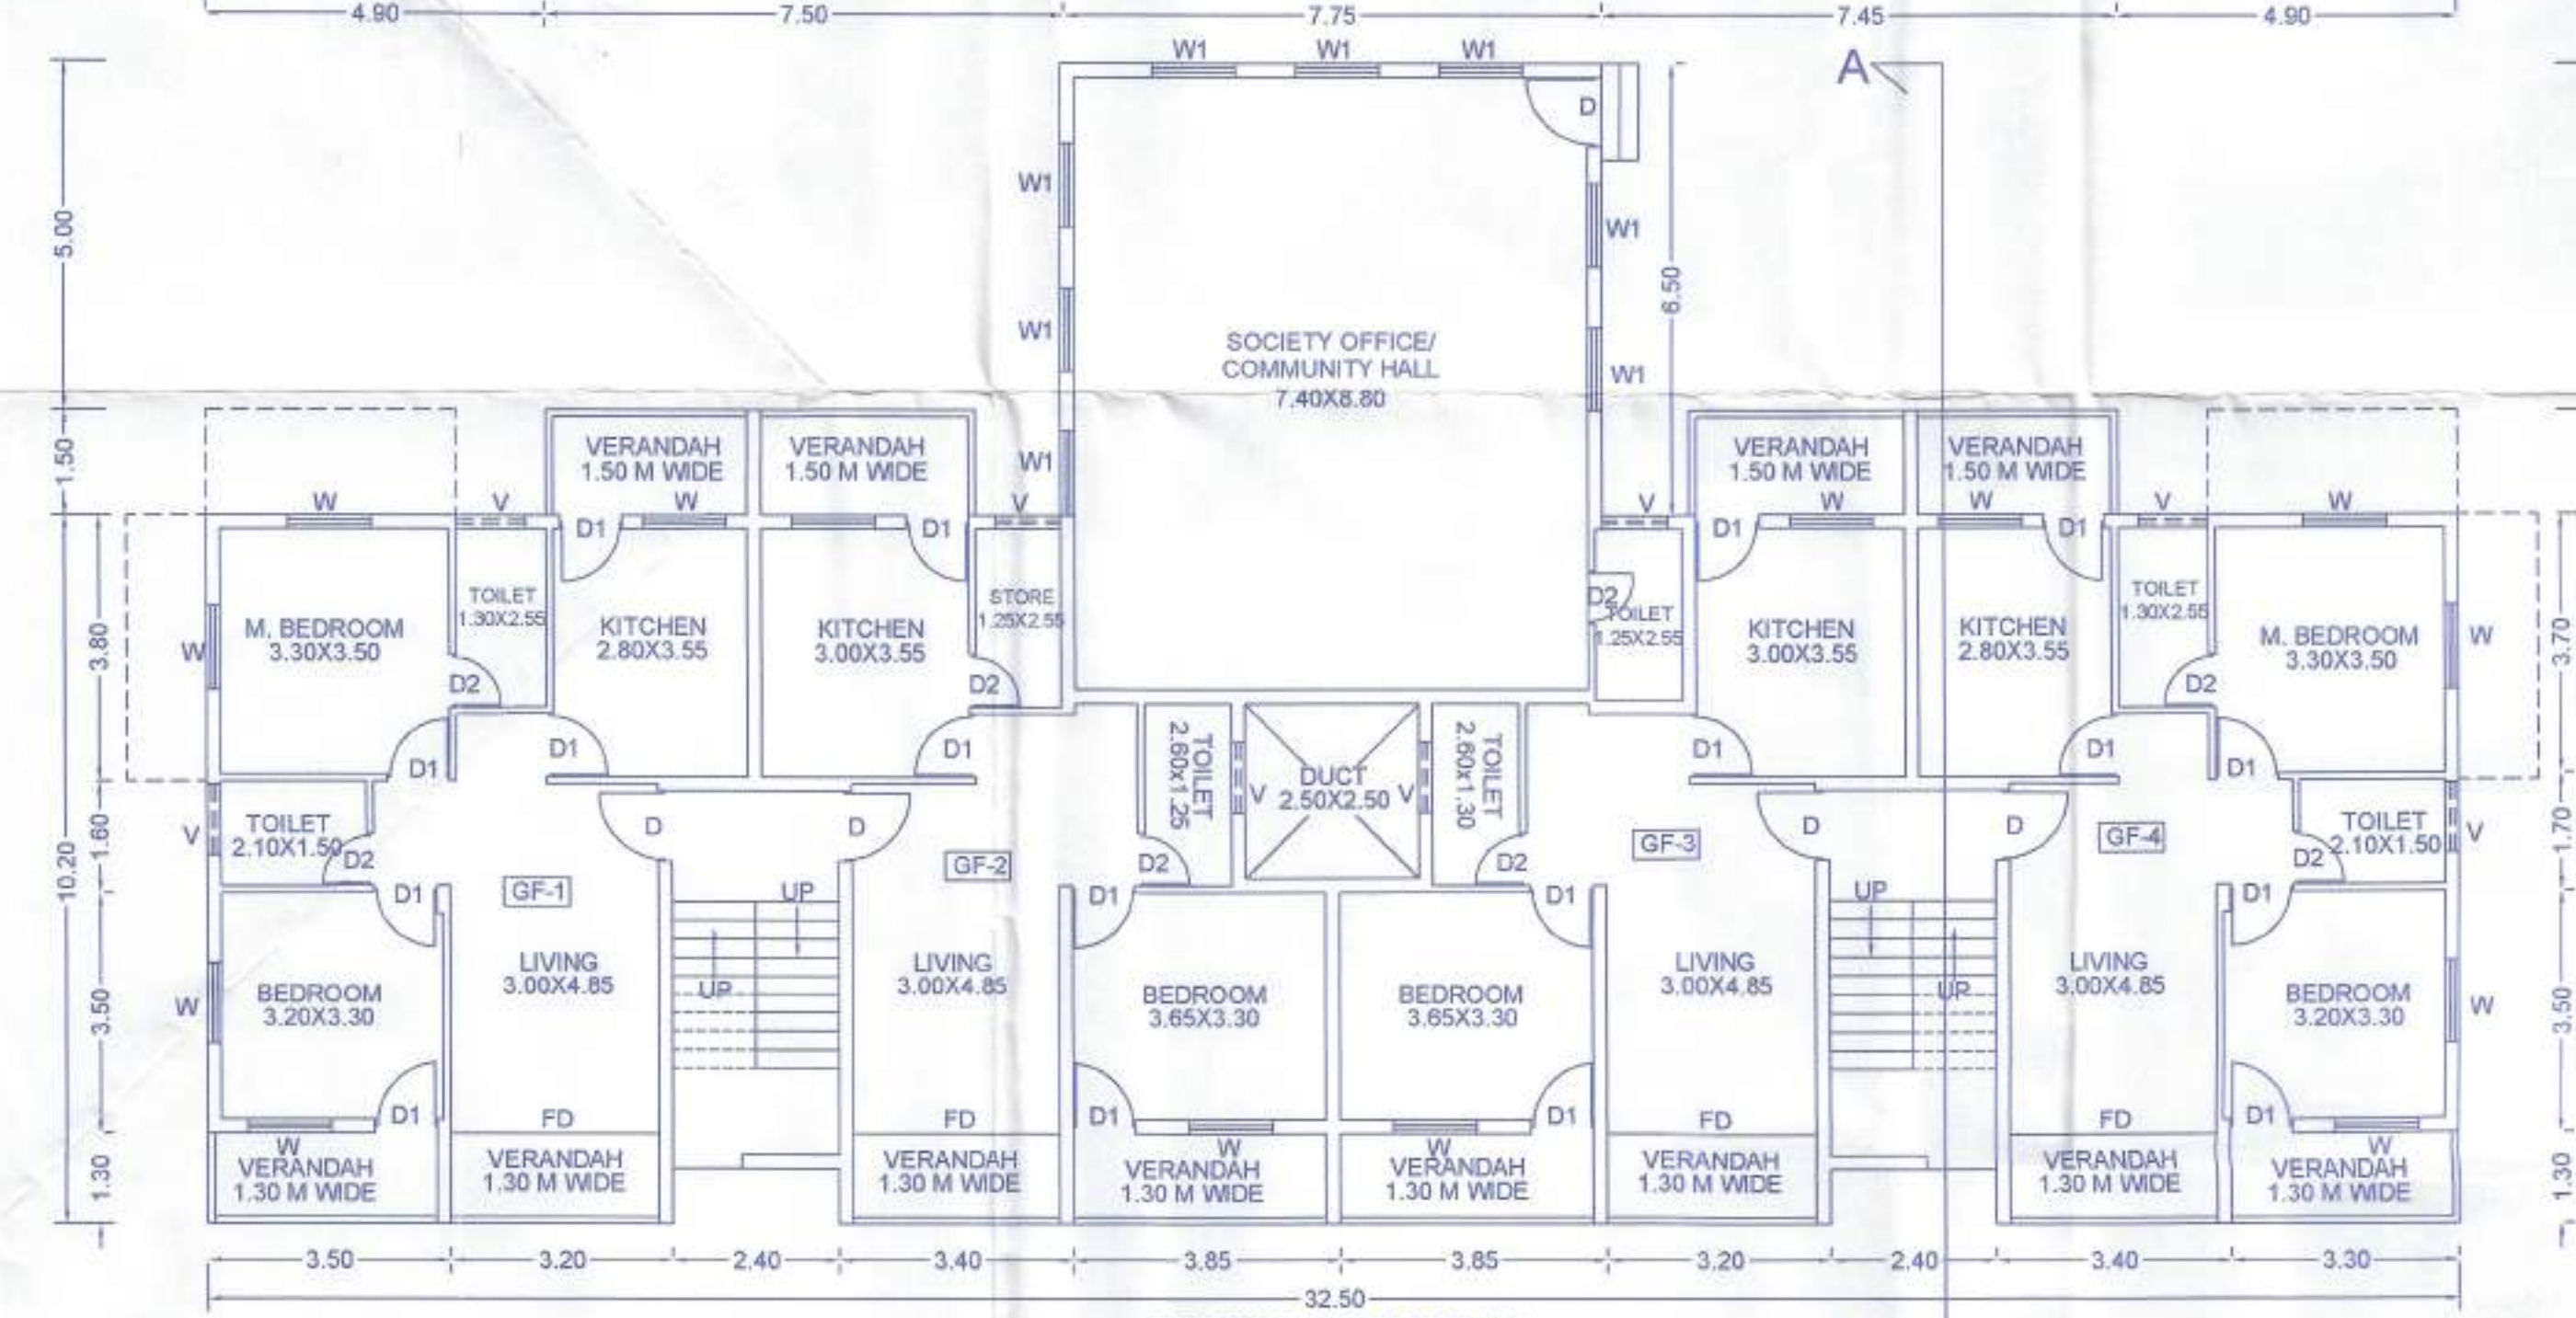 4.90 7.50 7.75 7.45 4.90
W1 W1 W1
A
D
5.00
W1
W1
6.50
W1
W1
SOCIETY OFFICE/
COMMUNITY HALL
7.40X8.80
W1
1.50
VERANDAH
1.50 M WIDE
VERANDAH
1.50 M WIDE
VERANDAH
1.50 M WIDE
VERANDAH
1.50 M WIDE
W V W V V W W V W
D1 D1 D1 D1
3.80
W
M. BEDROOM
3.30X3.50
TOILET
1.30X2.55
KITCHEN
2.80X3.55
KITCHEN
3.00X3.55
STORE
1.25X2.55
D2
TOILET
1.25X2.55
KITCHEN
3.00X3.55
KITCHEN
2.80X3.55
TOILET
1.30X2.55
M. BEDROOM
3.30X3.50
W
3.70
D2 D2 D2
D1 D1 D1 D1 D1 D1
10.20
1.60
V
TOILET
2.10X1.50
D2
D D
TOILET
2.60x1.25
V
DUCT
2.50X2.50
V
TOILET
2.60x1.30
D D
TOILET
2.10X1.50
V
1.70
D2
GF-1
GF-2
D2 D2
GF-3
GF-4
D1 D1 D1 D1
UP UP
3.50
W
BEDROOM
3.20X3.30
LIVING
3.00X4.85
UP
LIVING
3.00X4.85
BEDROOM
3.65X3.30
BEDROOM
3.65X3.30
LIVING
3.00X4.85
UP
LIVING
3.00X4.85
BEDROOM
3.20X3.30
W
3.50
D1 FD FD D1 D1 FD FD D1
W W W W
1.30
VERANDAH
1.30 M WIDE
VERANDAH
1.30 M WIDE
VERANDAH
1.30 M WIDE
VERANDAH
1.30 M WIDE
VERANDAH
1.30 M WIDE
VERANDAH
1.30 M WIDE
VERANDAH
1.30 M WIDE
VERANDAH
1.30 M WIDE
1.30
3.50 3.20 2.40 3.40 3.85 3.85 3.20 2.40 3.40 3.30
32.50